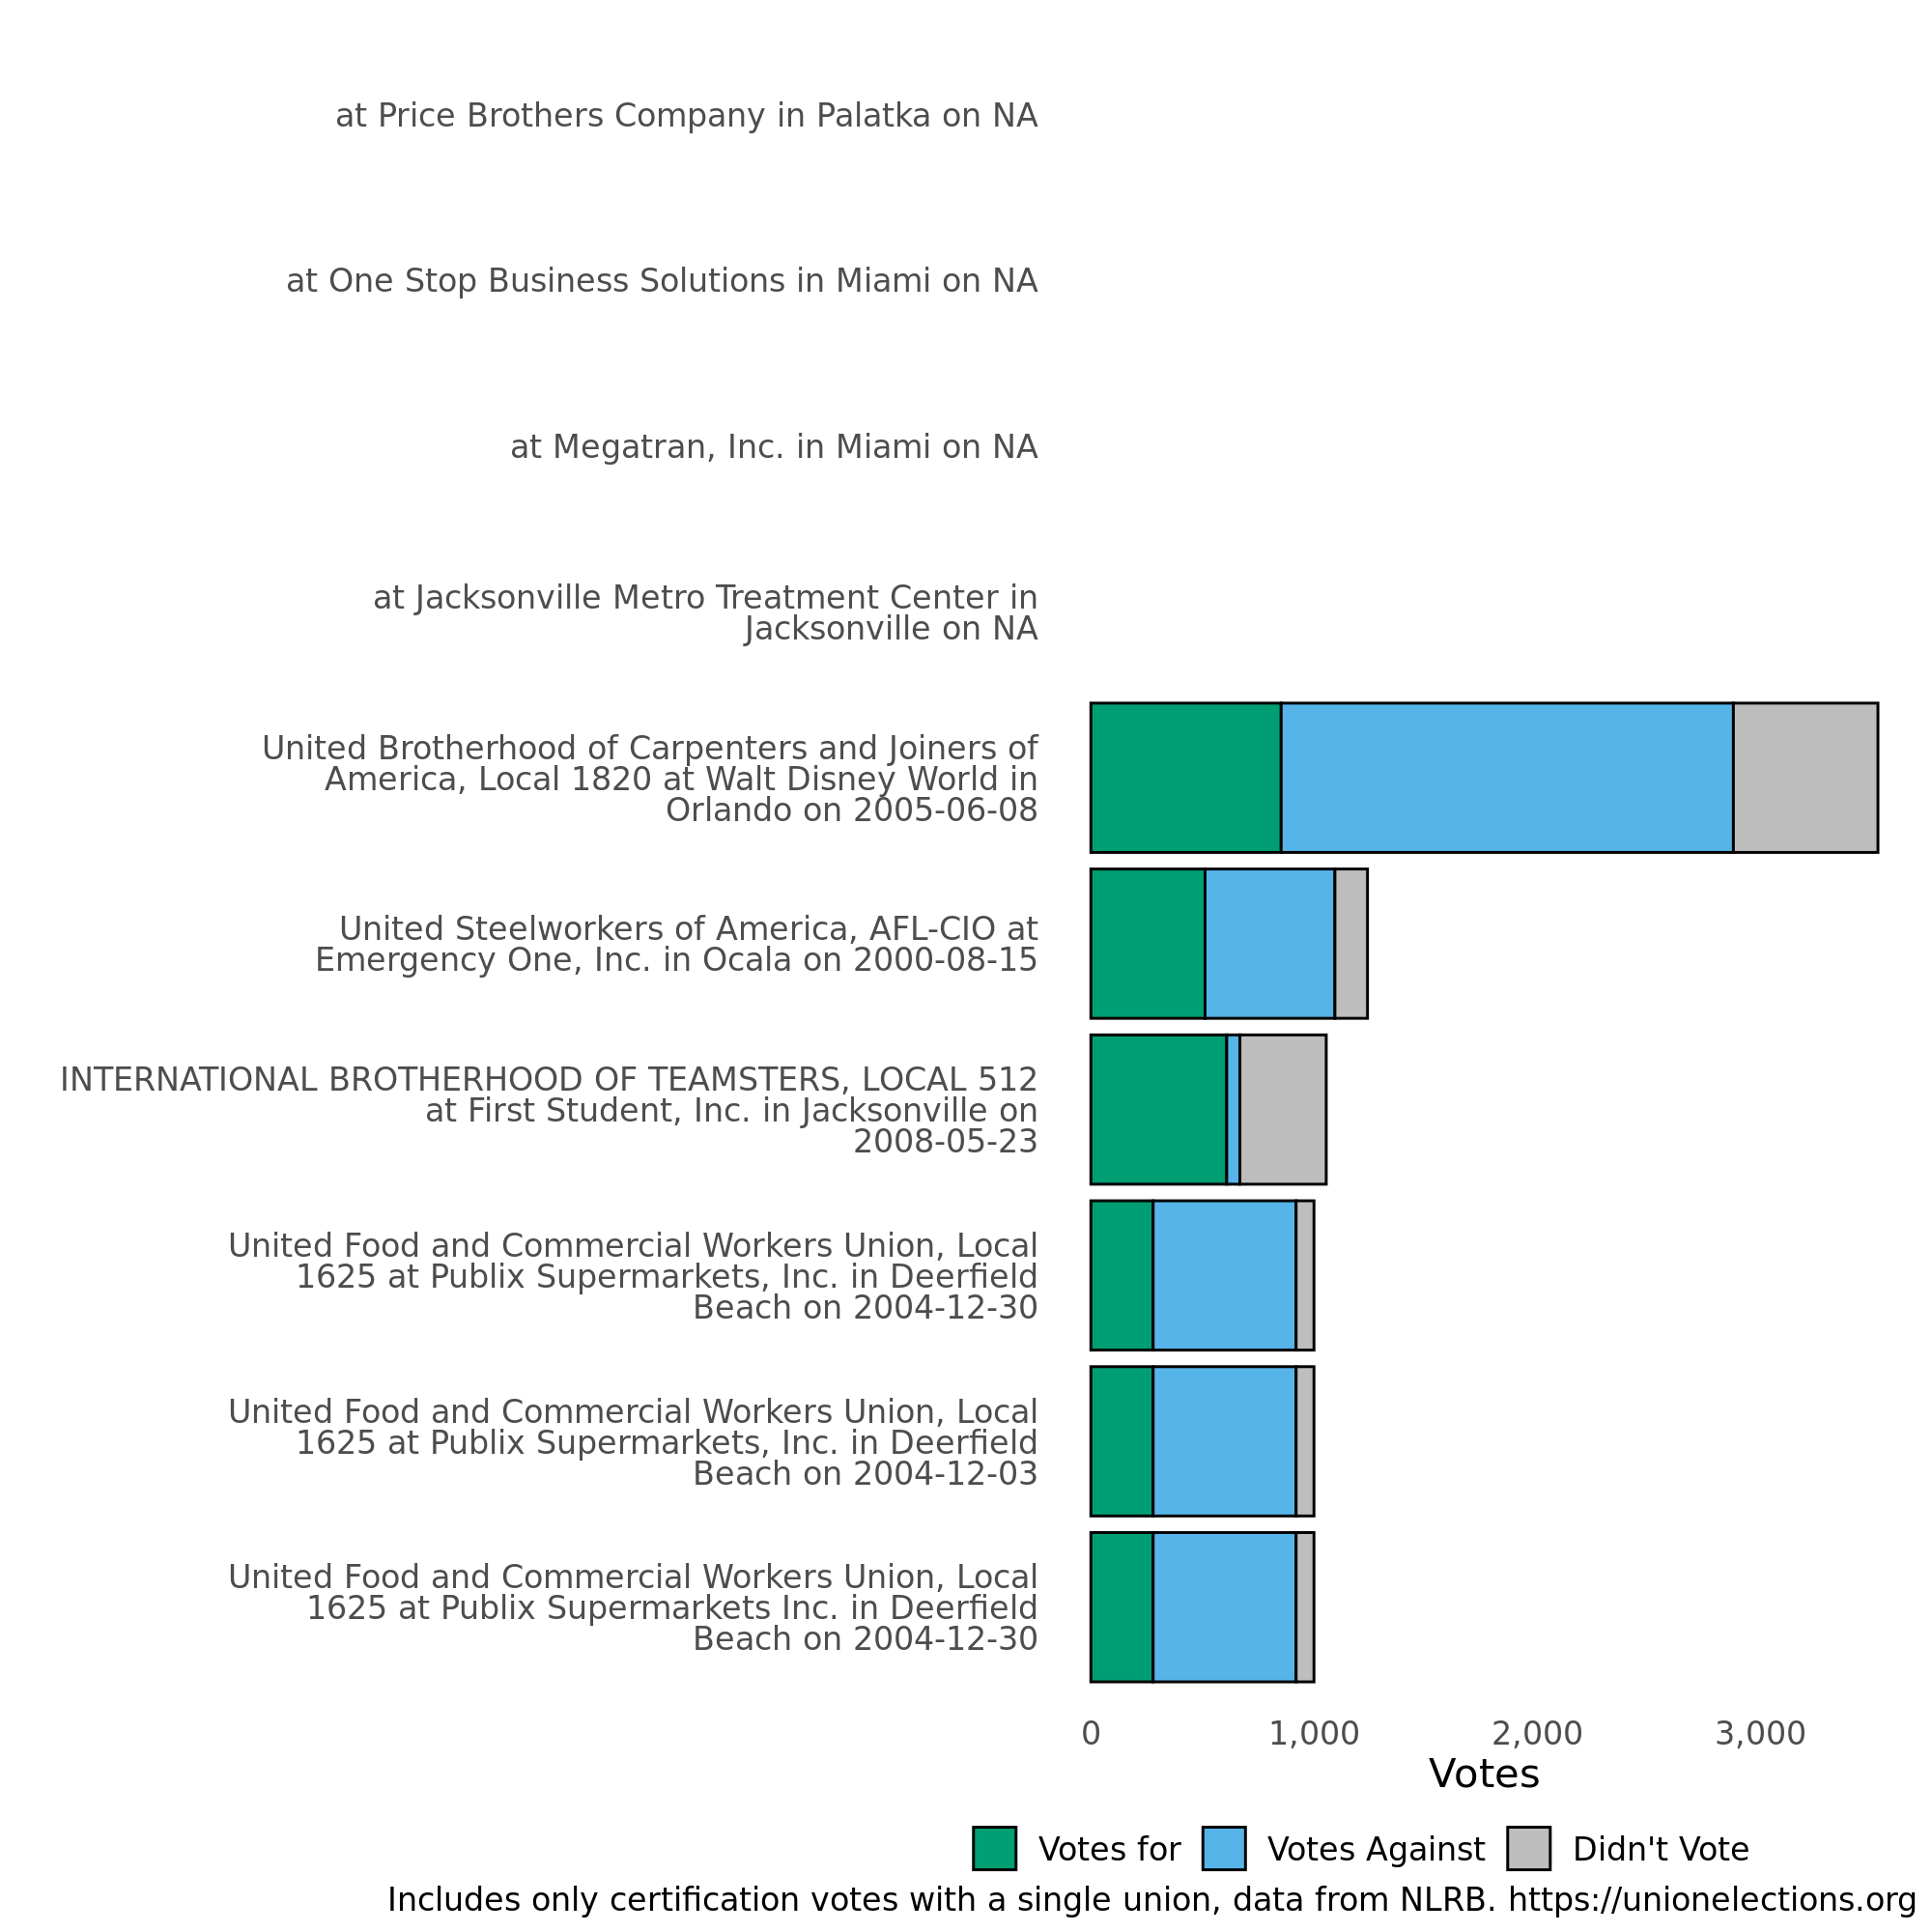 at Price Brothers Company in Palatka on NA
at One Stop Business Solutions in Miami on NA
at Megatran, Inc. in Miami on NA
at Jacksonville Metro Treatment Center in
Jacksonville on NA
United Brotherhood of Carpenters and Joiners of
America, Local 1820 at Walt Disney World in
Orlando on 2005-06-08
United Steelworkers of America, AFL-CIO at
Emergency One, Inc. in Ocala on 2000-08-15
INTERNATIONAL BROTHERHOOD OF TEAMSTERS, LOCAL 512
at First Student, Inc. in Jacksonville on
2008-05-23
United Food and Commercial Workers Union, Local
1625 at Publix Supermarkets, Inc. in Deerfield
Beach on 2004-12-30
United Food and Commercial Workers Union, Local
1625 at Publix Supermarkets, Inc. in Deerfield
Beach on 2004-12-03
United Food and Commercial Workers Union, Local
1625 at Publix Supermarkets Inc. in Deerfield
Beach on 2004-12-30
0 1,000 2,000 3,000
Votes
Votes for Votes Against Didn't Vote
Includes only certification votes with a single union, data from NLRB. https://unionelections.org